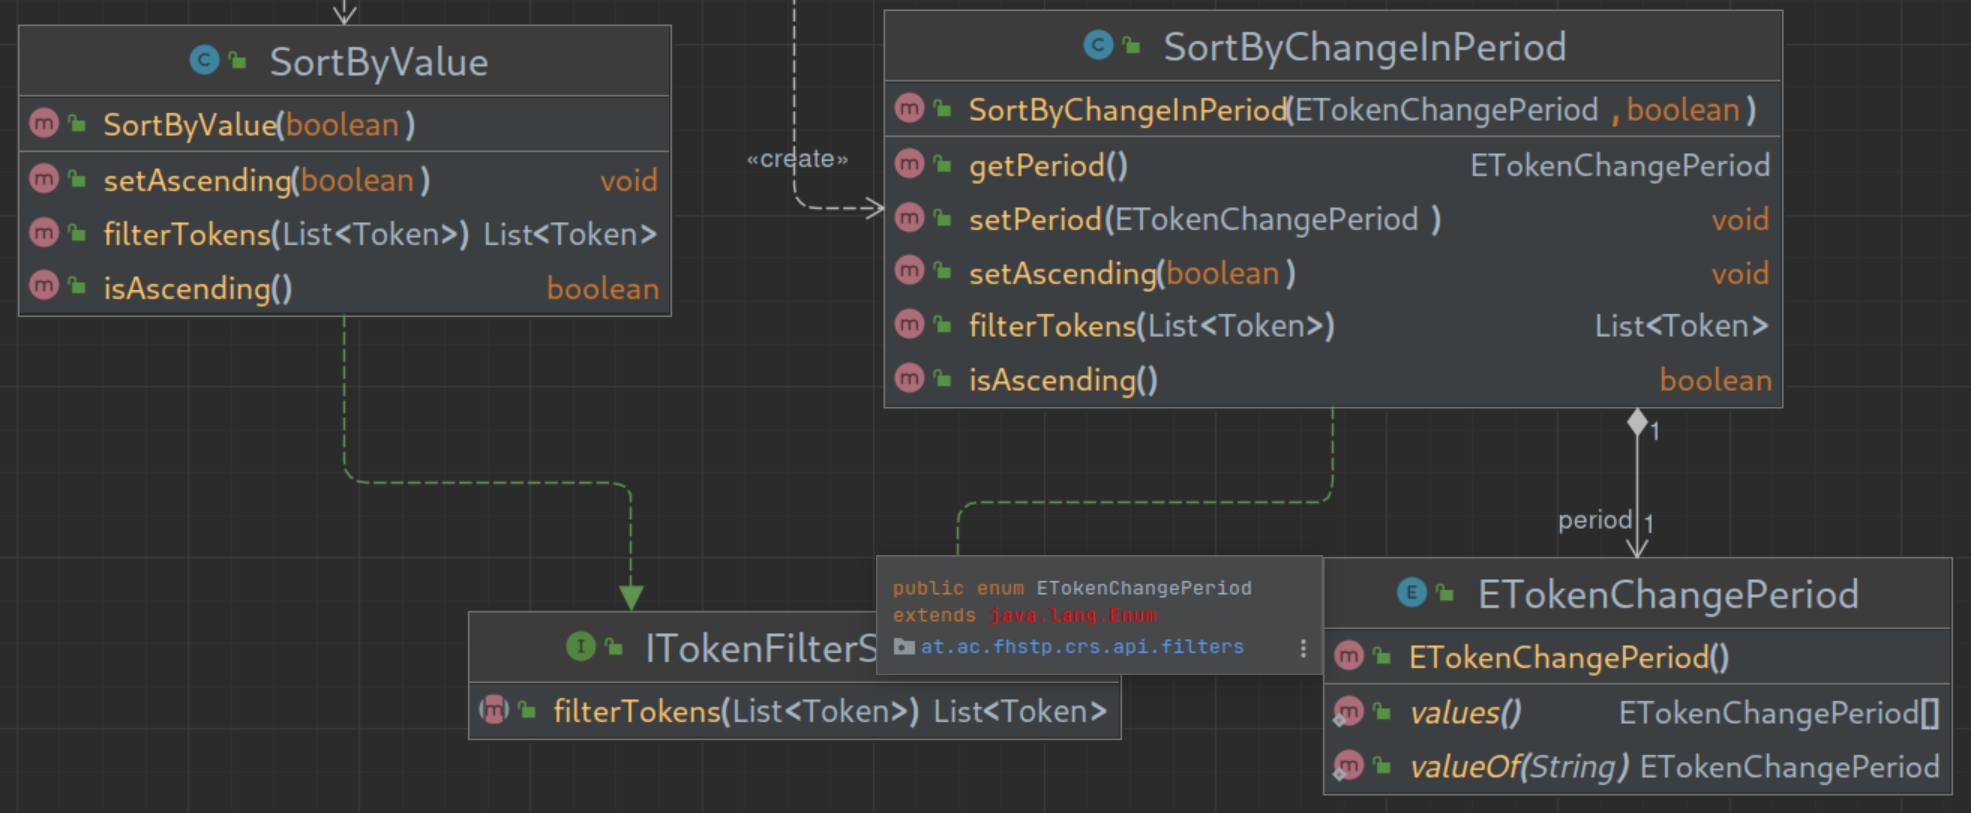 SortByValue
SortByValue(boolean )
setAscending(boolean ) void
filterTokens(List<Token>) List<Token>
isAscending() boolean
«create»
SortByChangeInPeriod
SortByChangeInPeriod(ETokenChangePeriod , boolean )
getPeriod() ETokenChangePeriod
setPeriod(ETokenChangePeriod ) void
setAscending(boolean ) void
filterTokens(List<Token>) List<Token>
isAscending() boolean
1
period 1
public enum ETokenChangePeriod
extends java.lang.Enum
at.ac.fhstp.crs.api.filters
ITokenFilterS
filterTokens(List<Token>) List<Token>
ETokenChangePeriod
ETokenChangePeriod()
values() ETokenChangePeriod[]
valueOf(String) ETokenChangePeriod